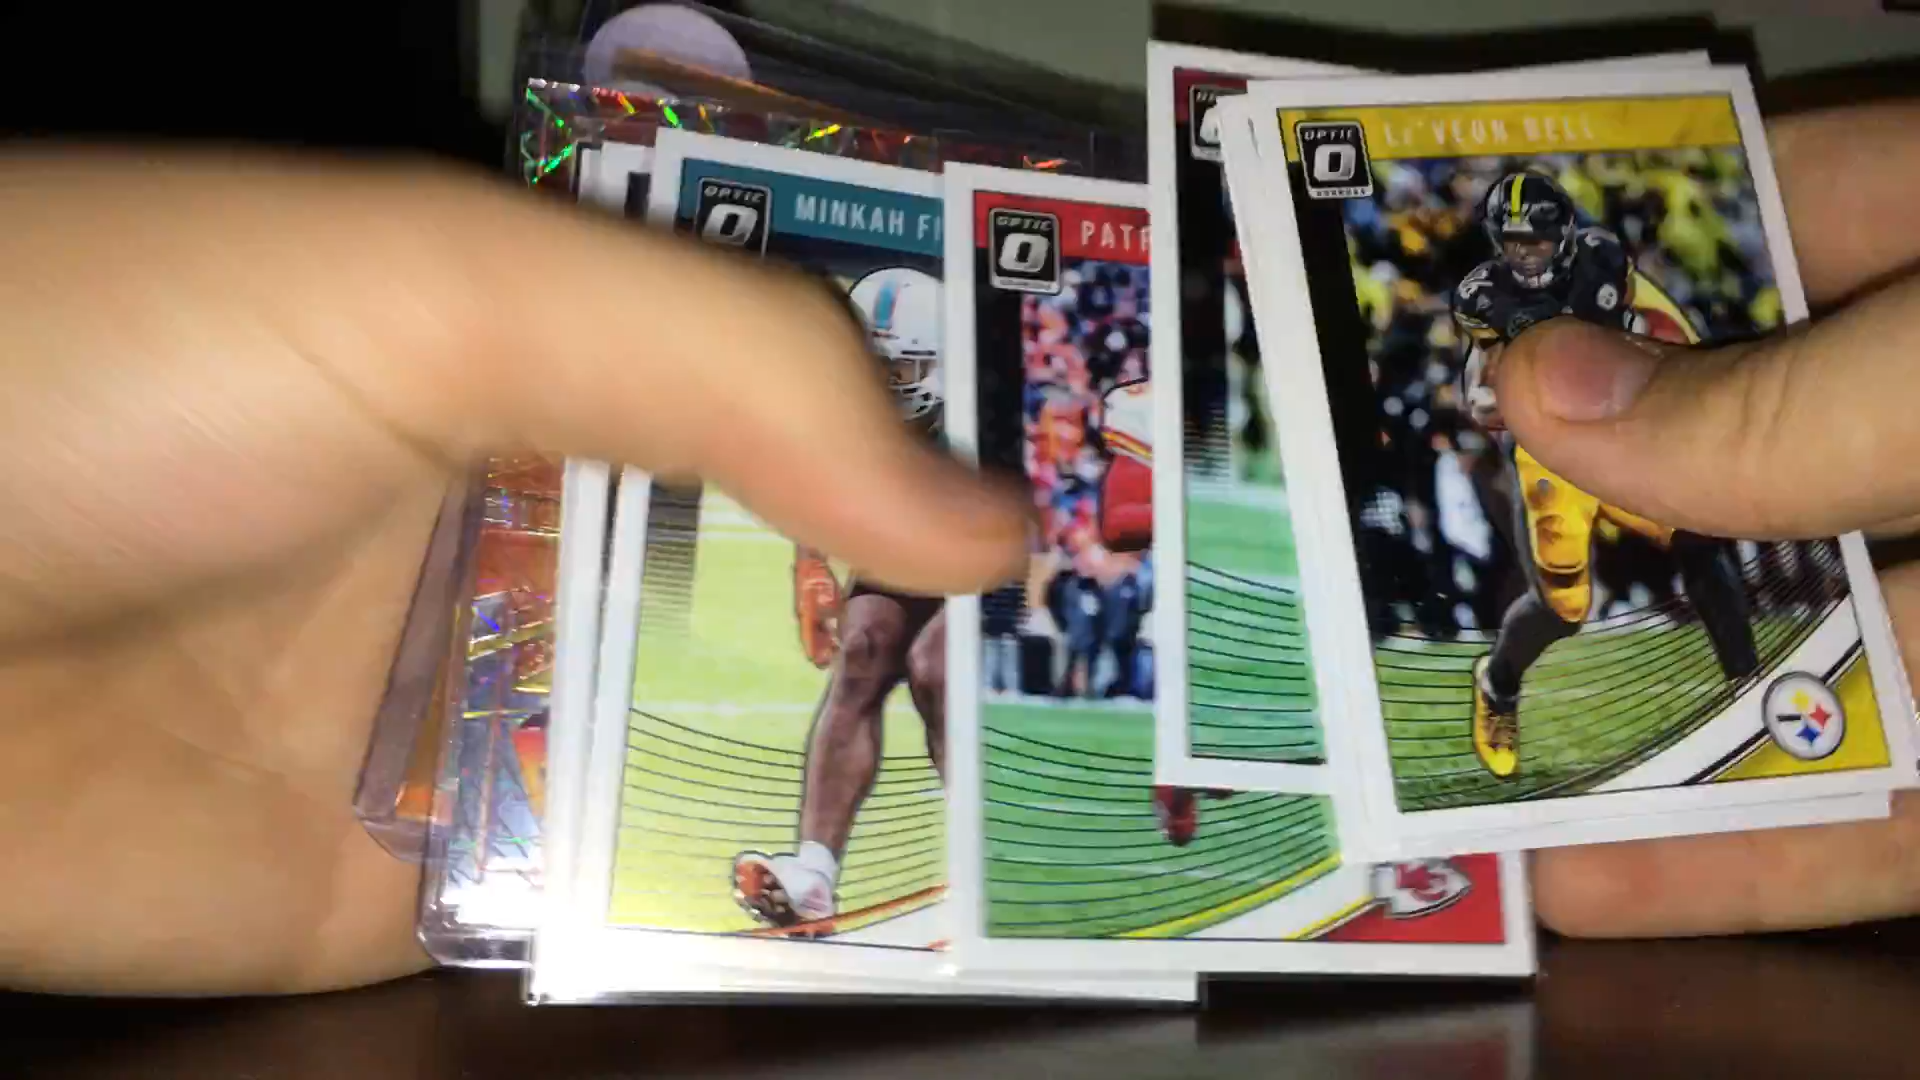 OPTIC
MINKAH FI
OPTIC
PATR
OPTIC
DONRUSS
Le'VEON BELL